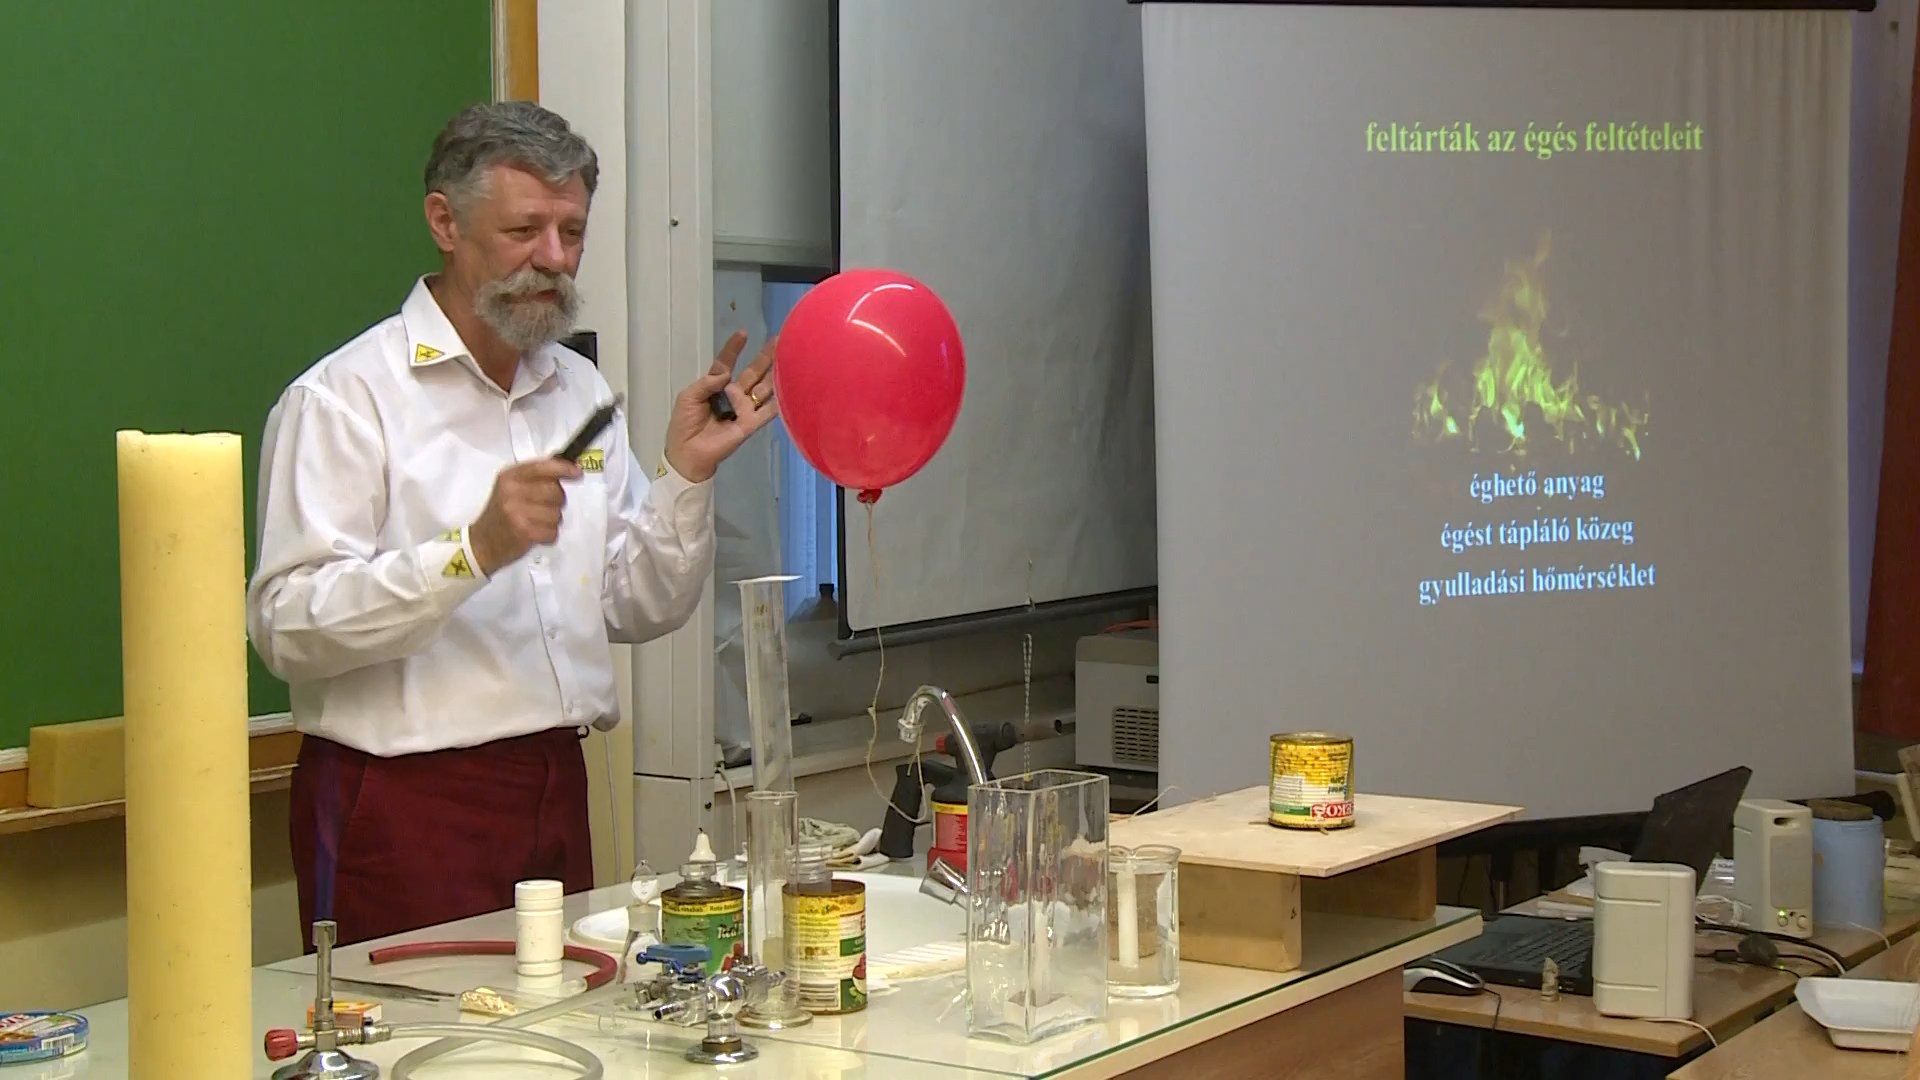 feltárták az égés feltételeit
éghető anyag
égést tápláló közeg
gyulladási hőmérséklet